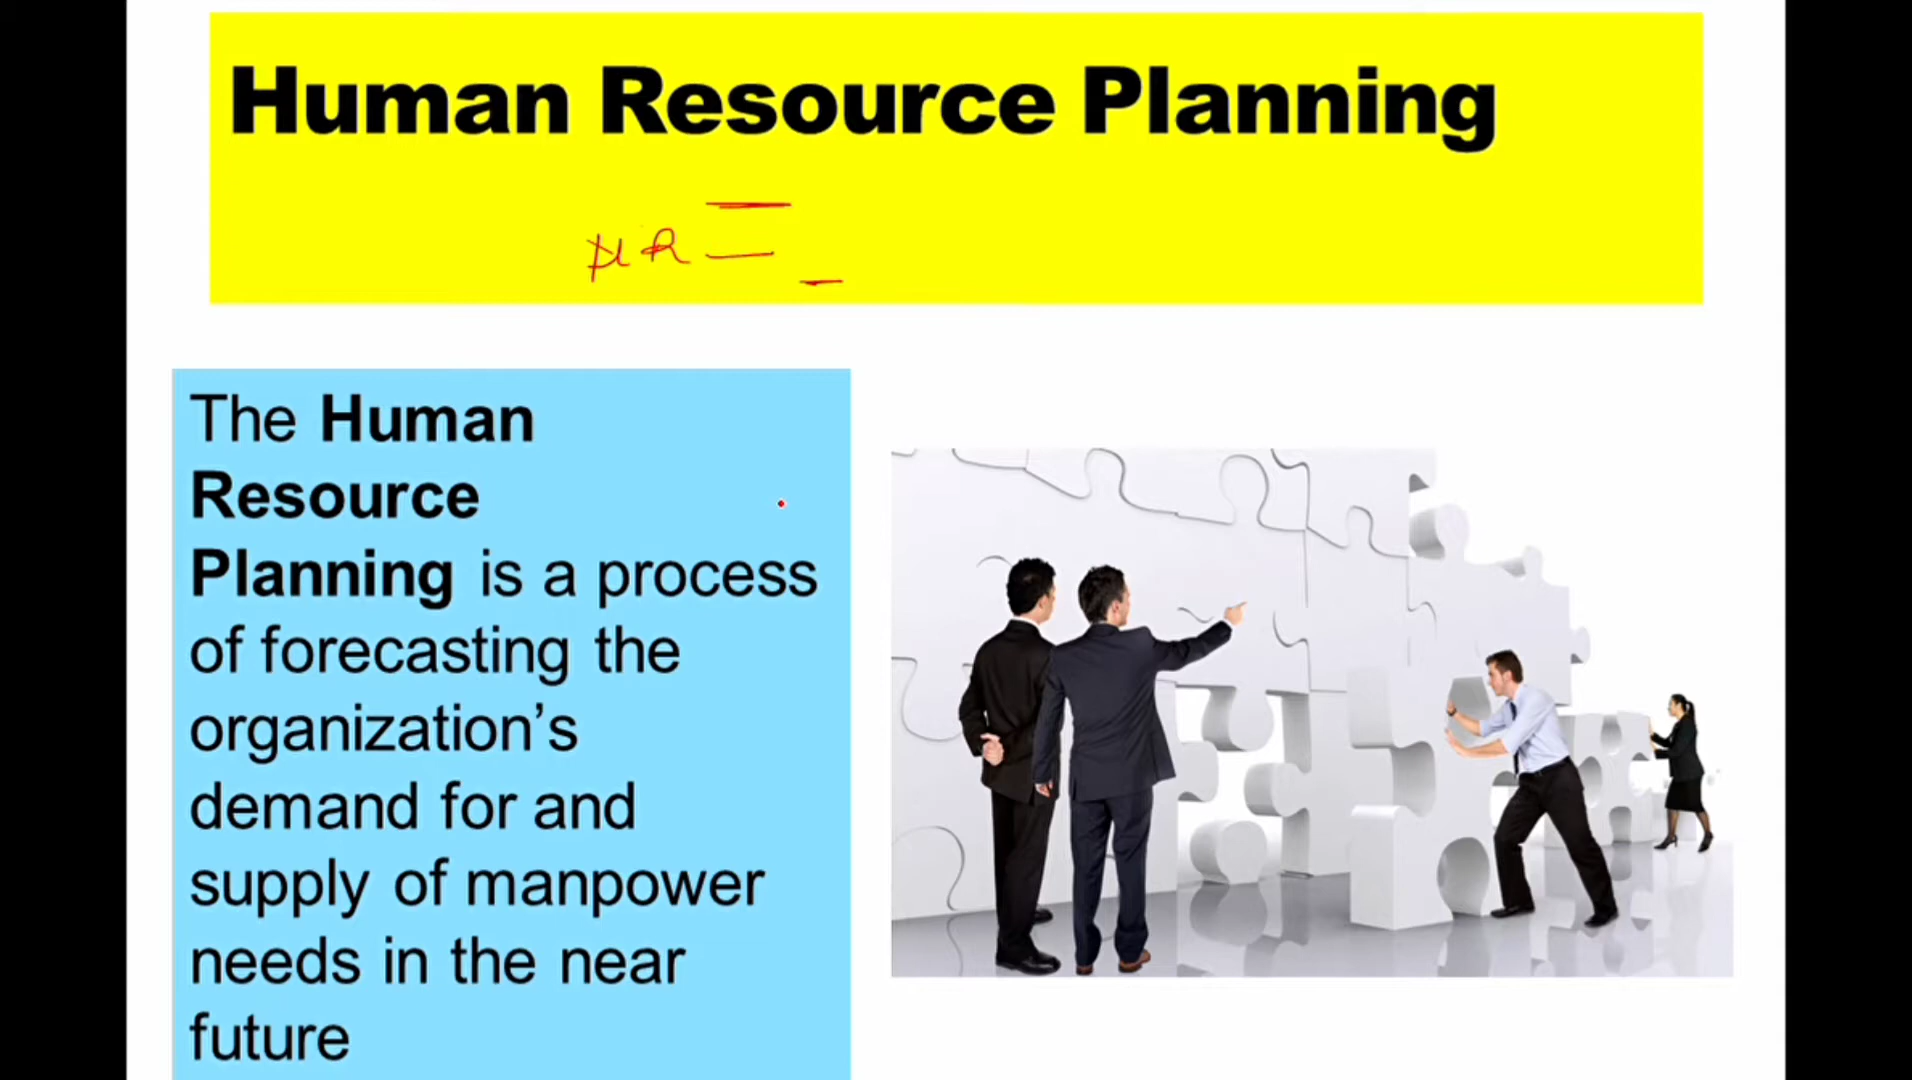 Human Resource Planning
HR
The Human
Resource
Planning is a process
of forecasting the
organization’s
demand for and
supply of manpower
needs in the near
future